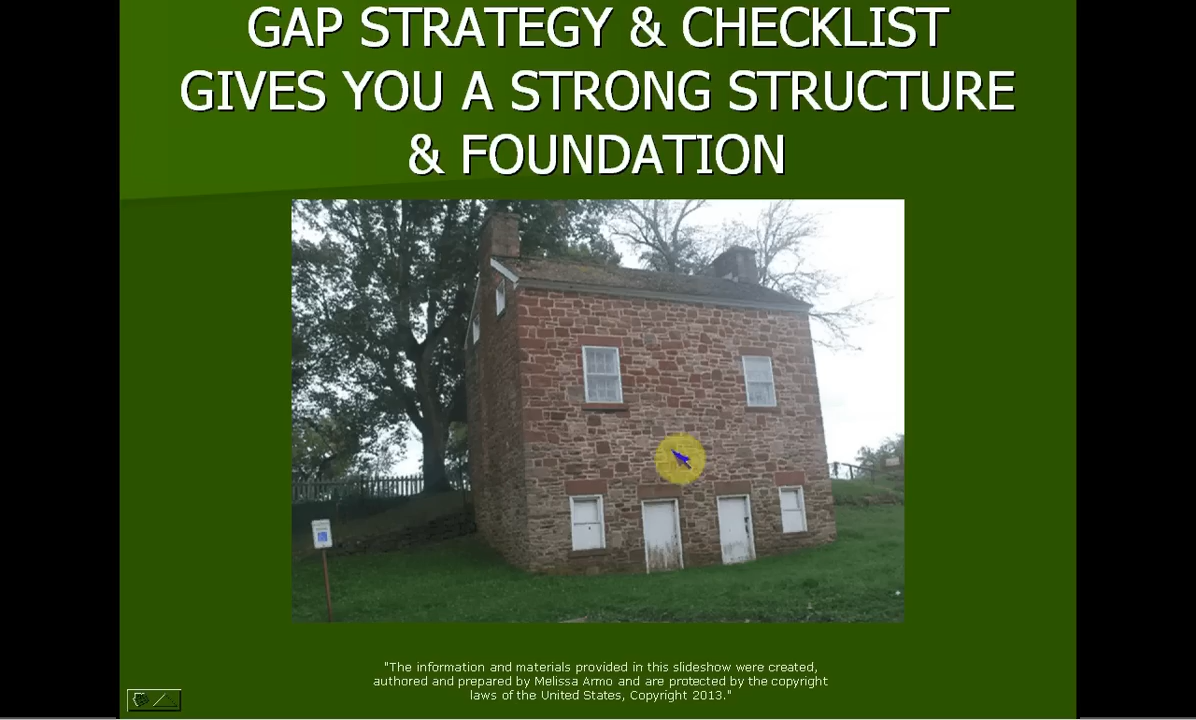 GAP STRATEGY & CHECKLIST
GIVES YOU A STRONG STRUCTURE
& FOUNDATION
"The information and materials provided in this slideshow were created,
authored and prepared by Melissa Armo and are protected by the copyright
laws of the United States, Copyright 2013."